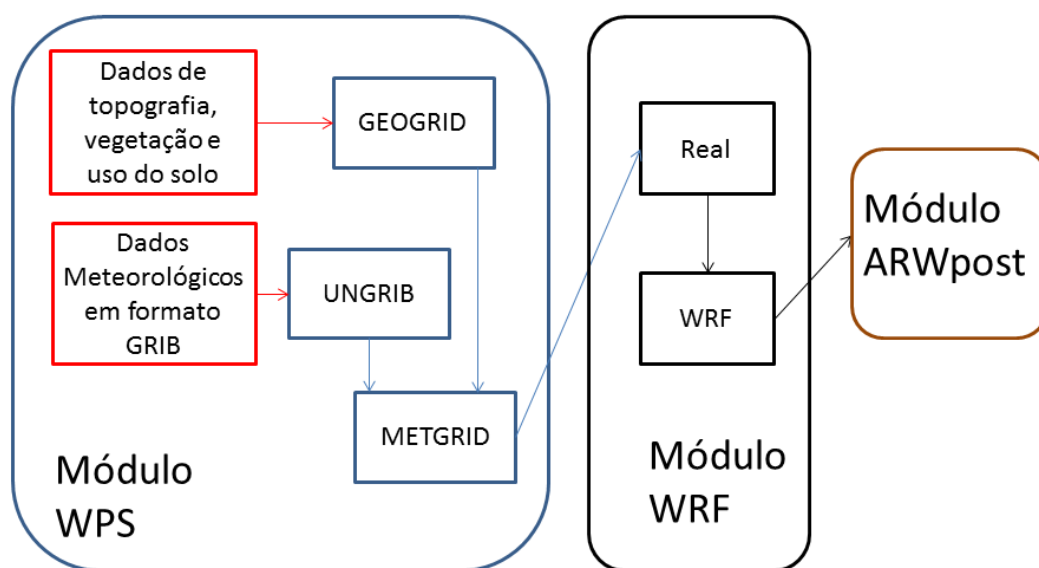 Dados de
topografia,
vegetação e
uso do solo
GEOGRID
Dados
Meteorológicos
em formato
GRIB
UNGRIB
METGRID
Módulo
WPS
Real
WRF
Módulo
WRF
Módulo
ARWpost